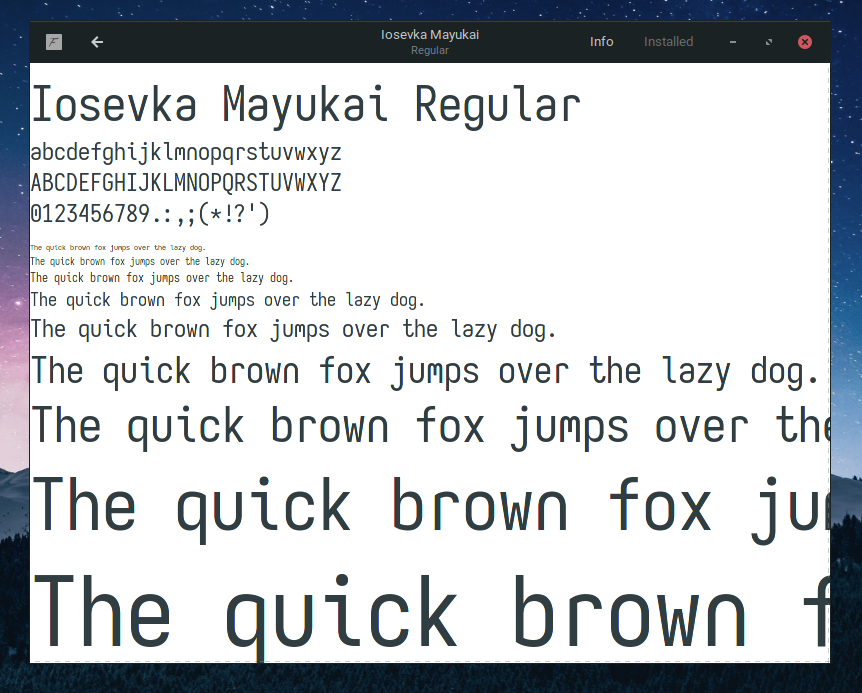 Iosevka Mayukai
Regular
Info
Installed
Iosevka Mayukai Regular
abcdefghijklmnopqrstuvwxyz
ABCDEFGHIJKLMNOPQRSTUVWXYZ
0123456789.:,;(*!?')
The quick brown fox jumps over the lazy dog.
The quick brown fox jumps over the lazy dog.
The quick brown fox jumps over the lazy dog.
The quick brown fox jumps over the lazy dog.
The quick brown fox jumps over the lazy dog.
The quick brown fox jumps over the lazy dog.
The quick brown fox jumps over the
The quick brown fox jum
The quick brown f